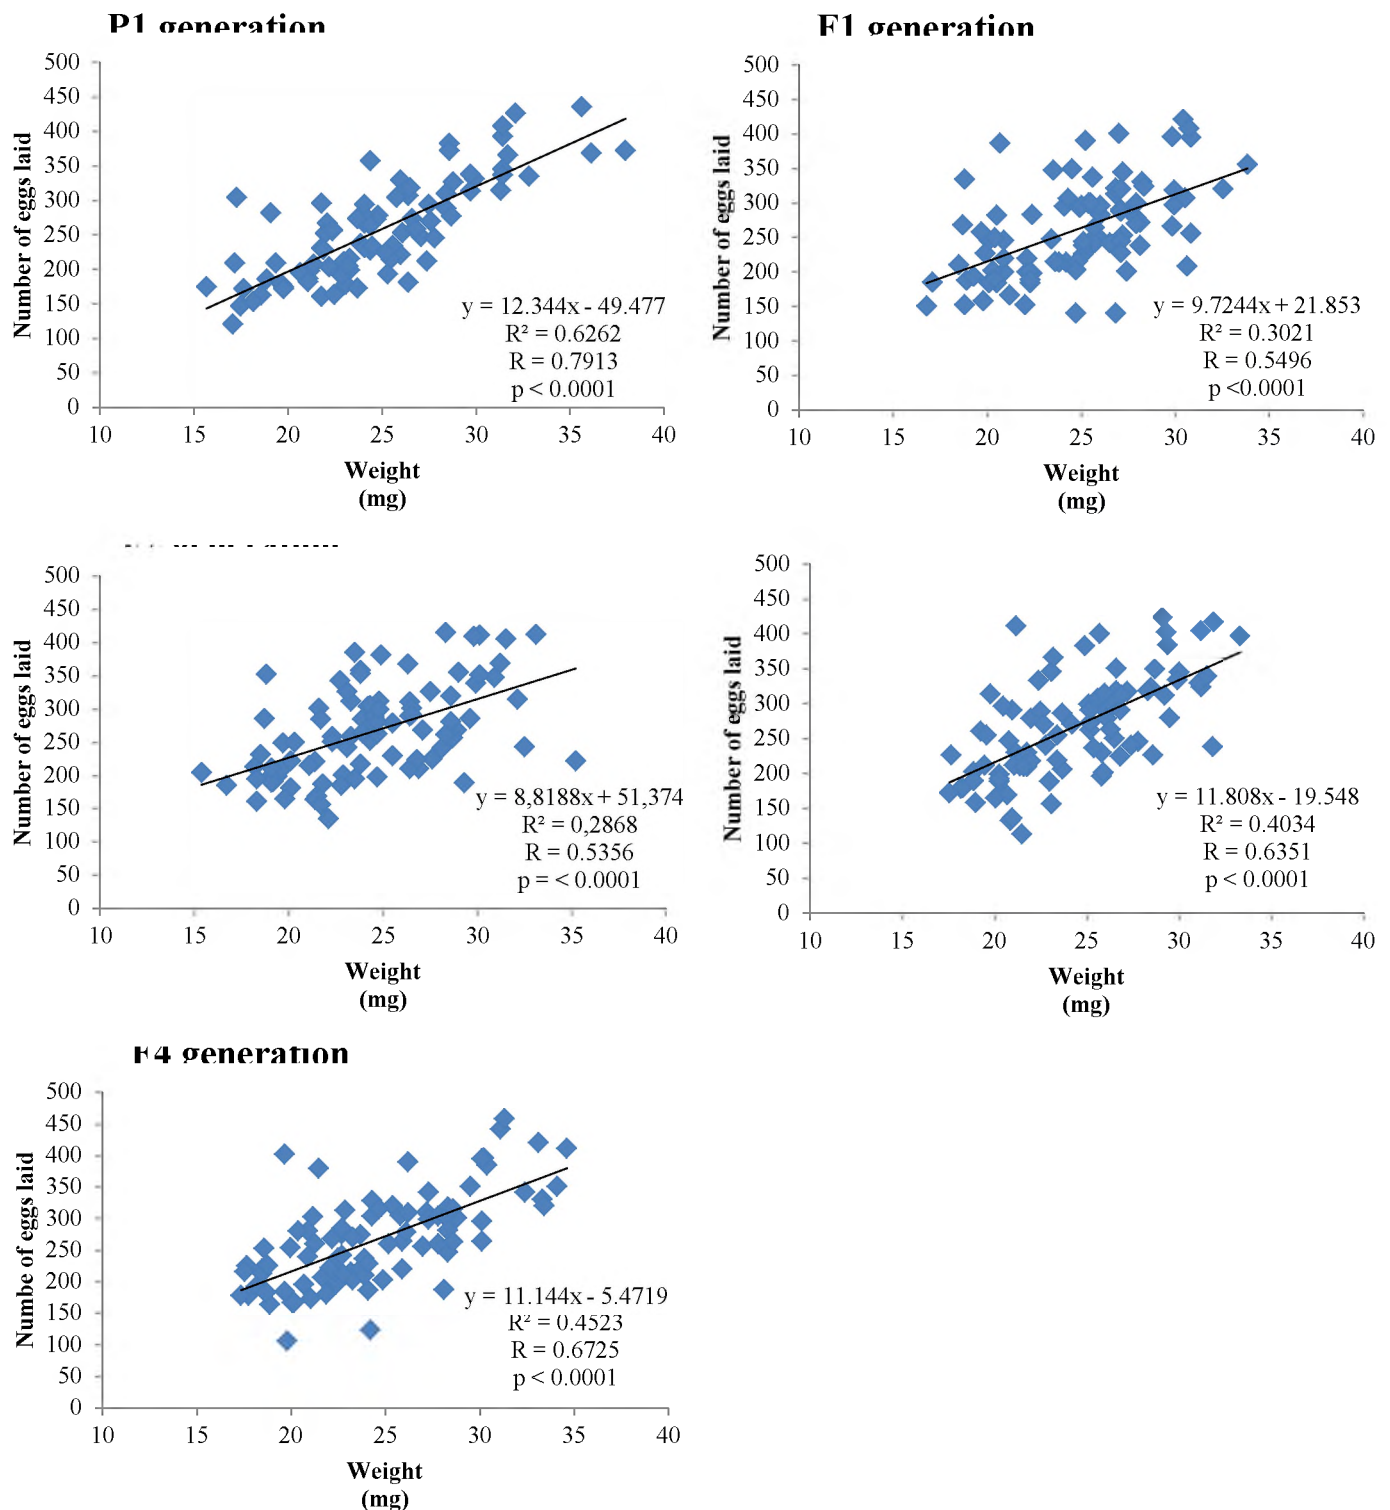 P1 generation
500
450
400
350
300
250
200
150
100
50
0
Number of eggs laid
y = 12.344x - 49.477
R² = 0.6262
R = 0.7913
p < 0.0001
10 15 20 25 30 35 40
Weight
(mg)
F1 generation
500
450
400
350
300
250
200
150
100
50
0
Number of eggs laid
y = 9.7244x + 21.853
R² = 0.3021
R = 0.5496
p <0.0001
10 15 20 25 30 35 40
Weight
(mg)
500
450
400
350
300
250
200
150
100
50
0
Number of eggs laid
y = 8,8188x + 51,374
R² = 0,2868
R = 0.5356
p = < 0.0001
10 15 20 25 30 35 40
Weight
(mg)
500
450
400
350
300
250
200
150
100
50
0
Number of eggs laid
y = 11.808x - 19.548
R² = 0.4034
R = 0.6351
p < 0.0001
10 15 20 25 30 35 40
Weight
(mg)
F4 generation
500
450
400
350
300
250
200
150
100
50
0
Numbe of eggs laid
y = 11.144x - 5.4719
R² = 0.4523
R = 0.6725
p < 0.0001
10 15 20 25 30 35 40
Weight
(mg)